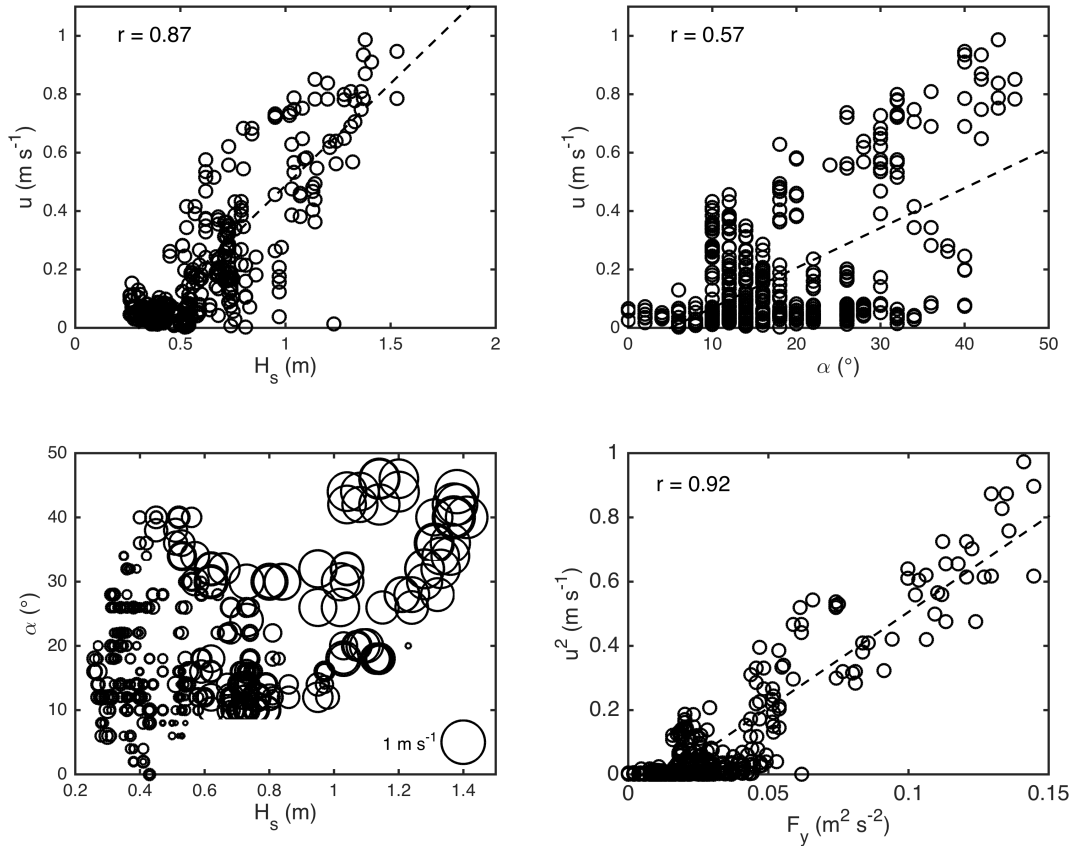 r = 0.87
u (m s⁻¹)
1
0.8
0.6
0.4
0.2
0
0 0.5 1 1.5 2
Hₛ (m)
r = 0.57
u (m s⁻¹)
1
0.8
0.6
0.4
0.2
0
0 10 20 30 40 50
α (°)
α (°)
50
40
30
20
10
0
1 m s⁻¹
0.2 0.4 0.6 0.8 1 1.2 1.4
Hₛ (m)
r = 0.92
u² (m s⁻¹)
1
0.8
0.6
0.4
0.2
0
0 0.05 0.1 0.15
F_y (m² s⁻²)